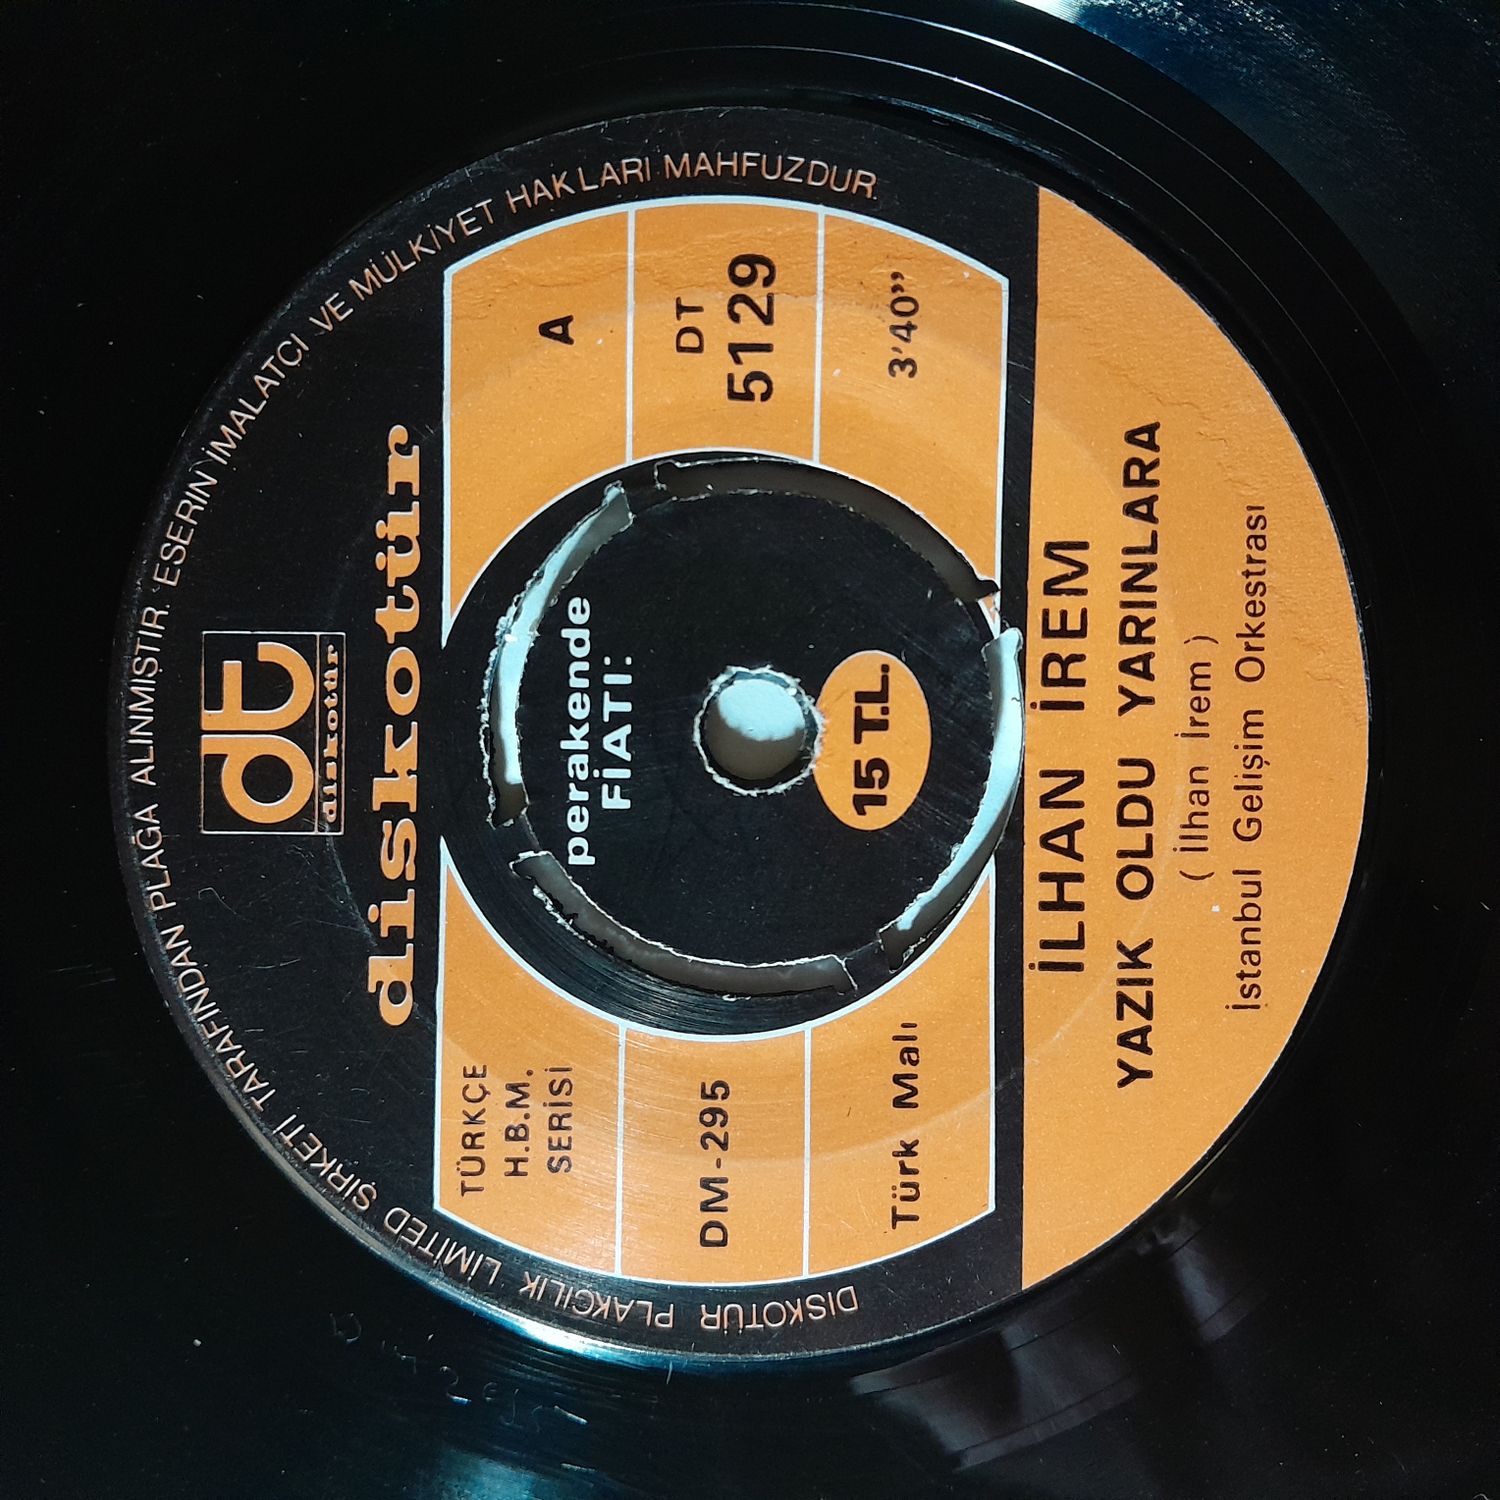 DİSKOTÜR PLAKÇILIK LİMİTED ŞİRKETİ TARAFINDAN PLAĞA ALINMIŞTIR. ESERİN İMALATÇI VE MÜLKİYET HAKLARI MAHFUZDUR.
dt
diskotür
diskotür
TÜRKÇE
H.B.M.
SERİSİ
A
perakende
FİATI:
DM-295
DT
5129
15 T.L.
Türk Malı
3'40"
İLHAN İREM
YAZIK OLDU YARINLARA
( İlhan İrem )
İstanbul Gelişim Orkestrası